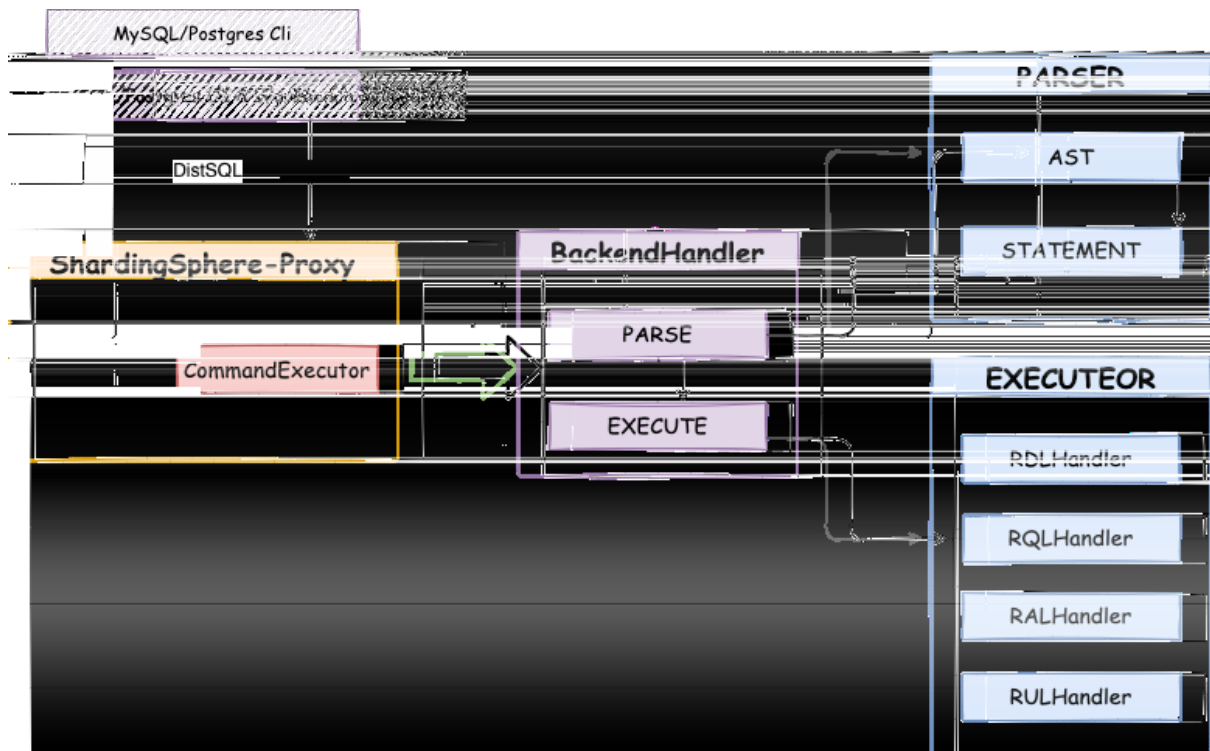 MySQL/Postgres Cli
DistSQL
ShardingSphere-Proxy
CommandExecutor
BackendHandler
PARSE
EXECUTE
PARSER
AST
STATEMENT
EXECUTEOR
RDLHandler
RQLHandler
RALHandler
RULHandler